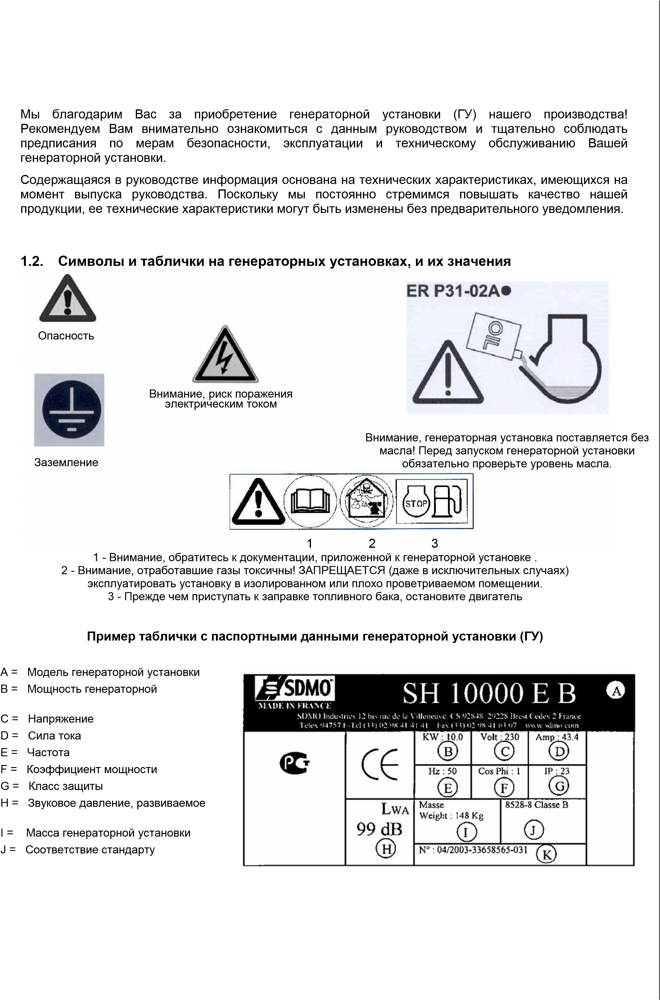 Мы благодарим Вас за приобретение генераторной установки (ГУ) нашего производства!
Рекомендуем Вам внимательно ознакомиться с данным руководством и тщательно соблюдать
предписания по мерам безопасности, эксплуатации и техническому обслуживанию Вашей
генераторной установки.
Содержащаяся в руководстве информация основана на технических характеристиках, имеющихся на
момент выпуска руководства. Поскольку мы постоянно стремимся повышать качество нашей
продукции, ее технические характеристики могут быть изменены без предварительного уведомления.
1.2. Символы и таблички на генераторных установках, и их значения
Опасность
Внимание, риск поражения
электрическим током
Заземление
ER P31-02A●
OIL
Внимание, генераторная установка поставляется без
масла! Перед запуском генераторной установки
обязательно проверьте уровень масла.
STOP
1 2 3
1 - Внимание, обратитесь к документации, приложенной к генераторной установке .
2 - Внимание, отработавшие газы токсичны! ЗАПРЕЩАЕТСЯ (даже в исключительных случаях)
эксплуатировать установку в изолированном или плохо проветриваемом помещении.
3 - Прежде чем приступать к заправке топливного бака, остановите двигатель
Пример таблички с паспортными данными генераторной установки (ГУ)
A = Модель генераторной установки
B = Мощность генераторной
C = Напряжение
D = Сила тока
E = Частота
F = Коэффициент мощности
G = Класс защиты
H = Звуковое давление, развиваемое
I = Масса генераторной установки
J = Соответствие стандарту
SDMO
MADE IN FRANCE
SH 10000 E B
A
SDMO Industries 12 bis rue de la Villeneuve. CS 92848. 29228 Brest Cedex 2 France
Telex 94757 F-Tel (33) 02 98 41 41 41 Fax (33) 02 98 41 63 07 www sdmo com
РСТ
CE
KW : 10.0
B
Volt : 230
C
Amp : 43.4
D
Hz : 50
E
Cos Phi : 1
F
IP : 23
G
LWA
99 dB
H
Masse
Weight : 148 Kg
I
8528-8 Classe B
J
N° : 04/2003-33658565-031
K